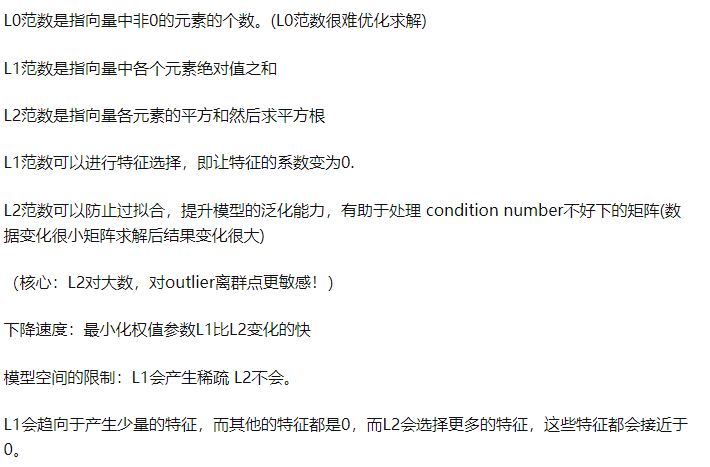 L0范数是指向量中非0的元素的个数。(L0范数很难优化求解)
L1范数是指向量中各个元素绝对值之和
L2范数是指向量各元素的平方和然后求平方根
L1范数可以进行特征选择，即让特征的系数变为0.
L2范数可以防止过拟合，提升模型的泛化能力，有助于处理 condition number不好下的矩阵(数
据变化很小矩阵求解后结果变化很大)
（核心：L2对大数，对outlier离群点更敏感！）
下降速度：最小化权值参数L1比L2变化的快
模型空间的限制：L1会产生稀疏 L2不会。
L1会趋向于产生少量的特征，而其他的特征都是0，而L2会选择更多的特征，这些特征都会接近于
0。